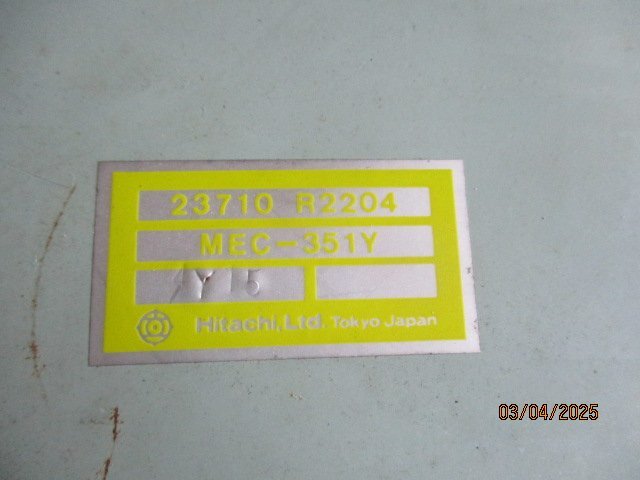 23710 R2204
MEC-351Y
Hitachi, Ltd. Tokyo Japan
03/04/2025